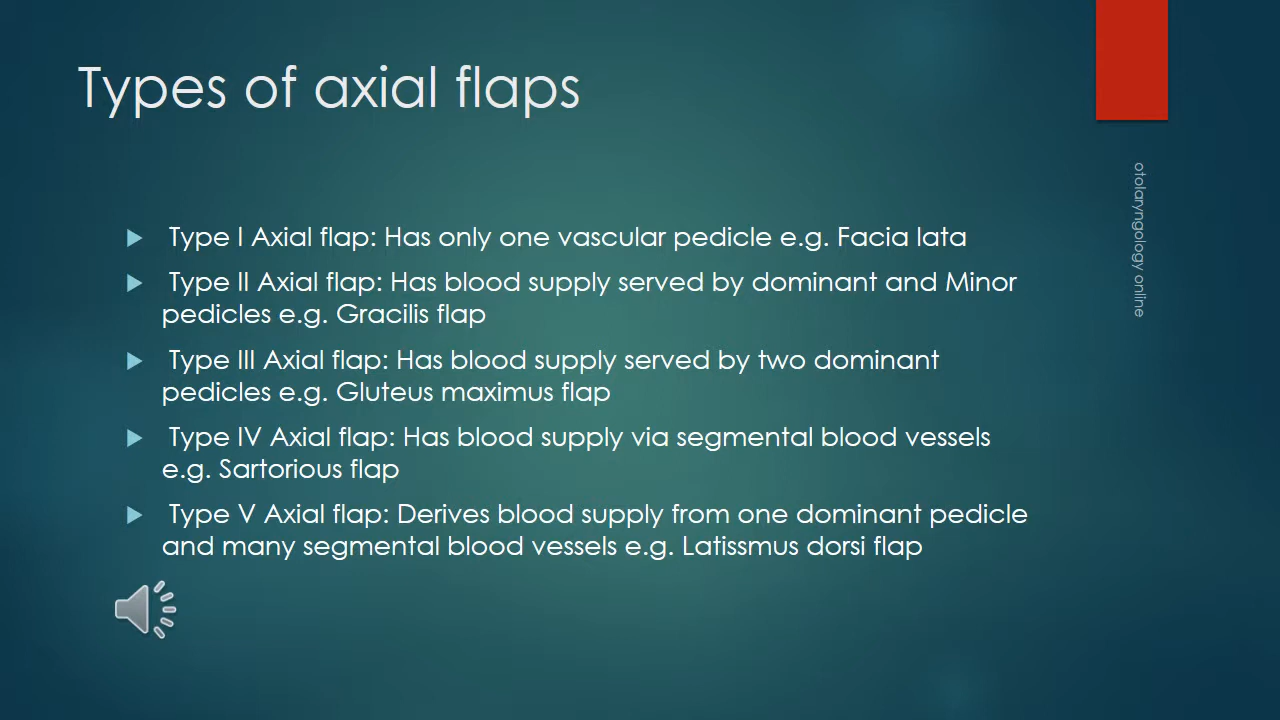 Types of axial flaps
Type I Axial flap: Has only one vascular pedicle e.g. Facia lata
Type II Axial flap: Has blood supply served by dominant and Minor
pedicles e.g. Gracilis flap
Type III Axial flap: Has blood supply served by two dominant
pedicles e.g. Gluteus maximus flap
Type IV Axial flap: Has blood supply via segmental blood vessels
e.g. Sartorious flap
Type V Axial flap: Derives blood supply from one dominant pedicle
and many segmental blood vessels e.g. Latissmus dorsi flap
otolaryngology online